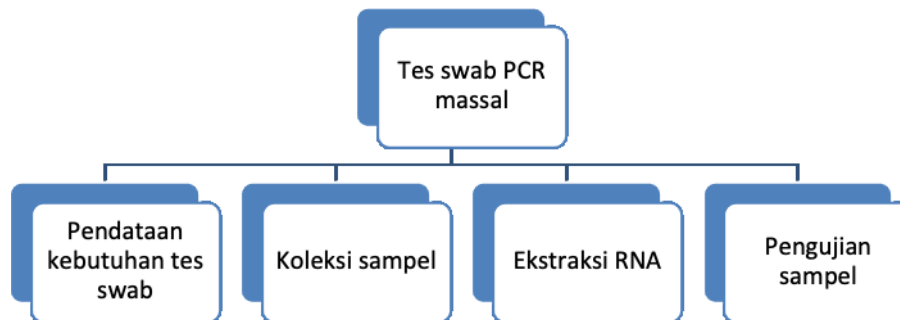 Tes swab PCR
massal
Pendataan
kebutuhan tes
swab
Koleksi sampel
Ekstraksi RNA
Pengujian
sampel